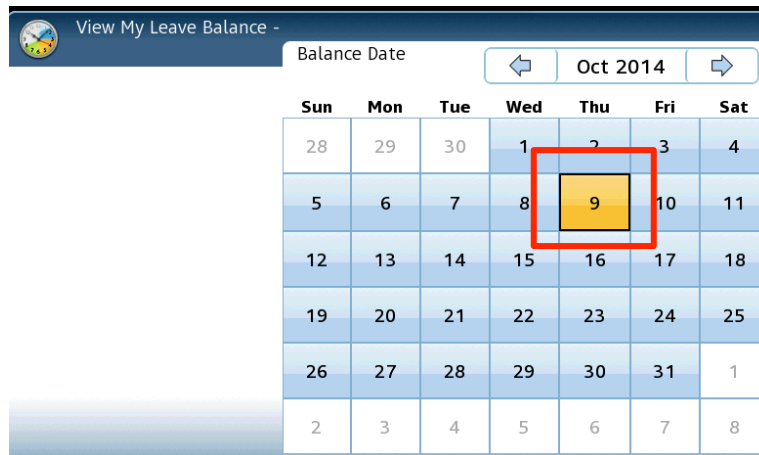 View My Leave Balance -
Balance Date
Oct 2014
Sun Mon Tue Wed Thu Fri Sat
28 29 30 1 2 3 4
5 6 7 8 9 10 11
12 13 14 15 16 17 18
19 20 21 22 23 24 25
26 27 28 29 30 31 1
2 3 4 5 6 7 8